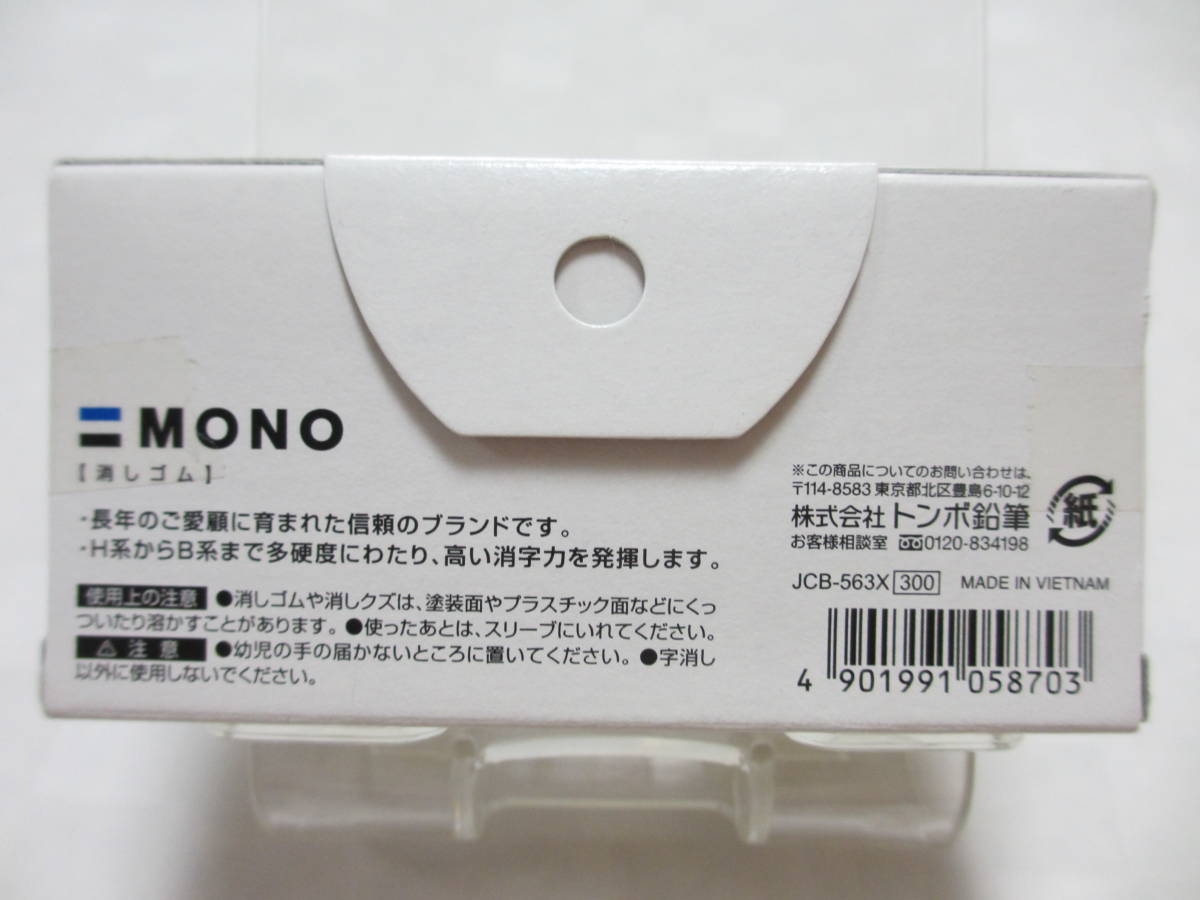 MONO
【消しゴム】
・長年のご愛顧に育まれた信頼のブランドです。
・H系からB系まで多硬度にわたり、高い消字力を発揮します。
使用上の注意 ●消しゴムや消しクズは、塗装面やプラスチック面などにくっ
ついたり溶かすことがあります。●使ったあとは、スリーブにいれてください。
⚠ 注意 ●幼児の手の届かないところに置いてください。●字消し
以外に使用しないでください。
※この商品についてのお問い合わせは、
〒114-8583 東京都北区豊島6-10-12
株式会社 トンボ鉛筆
お客様相談室 0120-834198
紙
JCB-563X 300 MADE IN VIETNAM
4 901991 058703